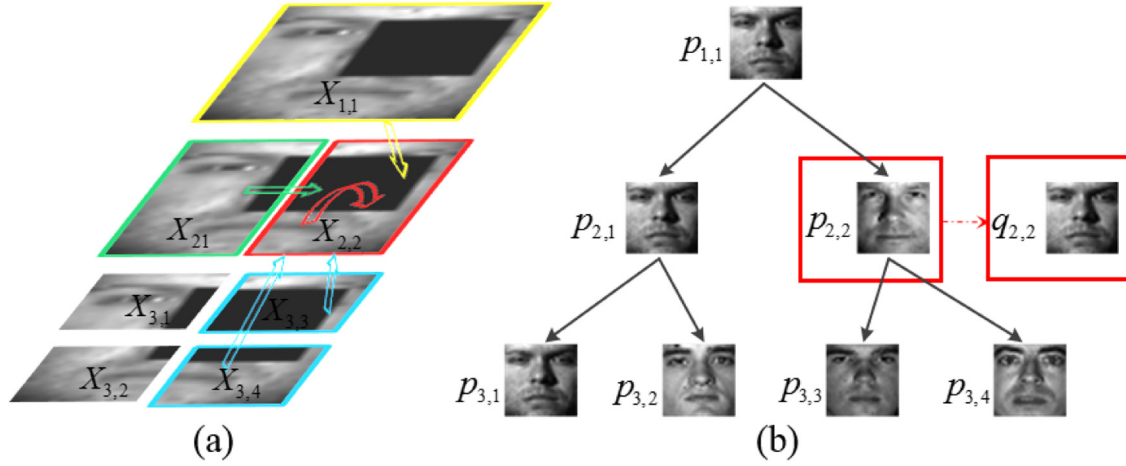 X1,1
X21
X2,2
X3,1
X3,3
X3,2
X3,4
(a)
p1,1
p2,1
p2,2
q2,2
p3,1
p3,2
p3,3
p3,4
(b)